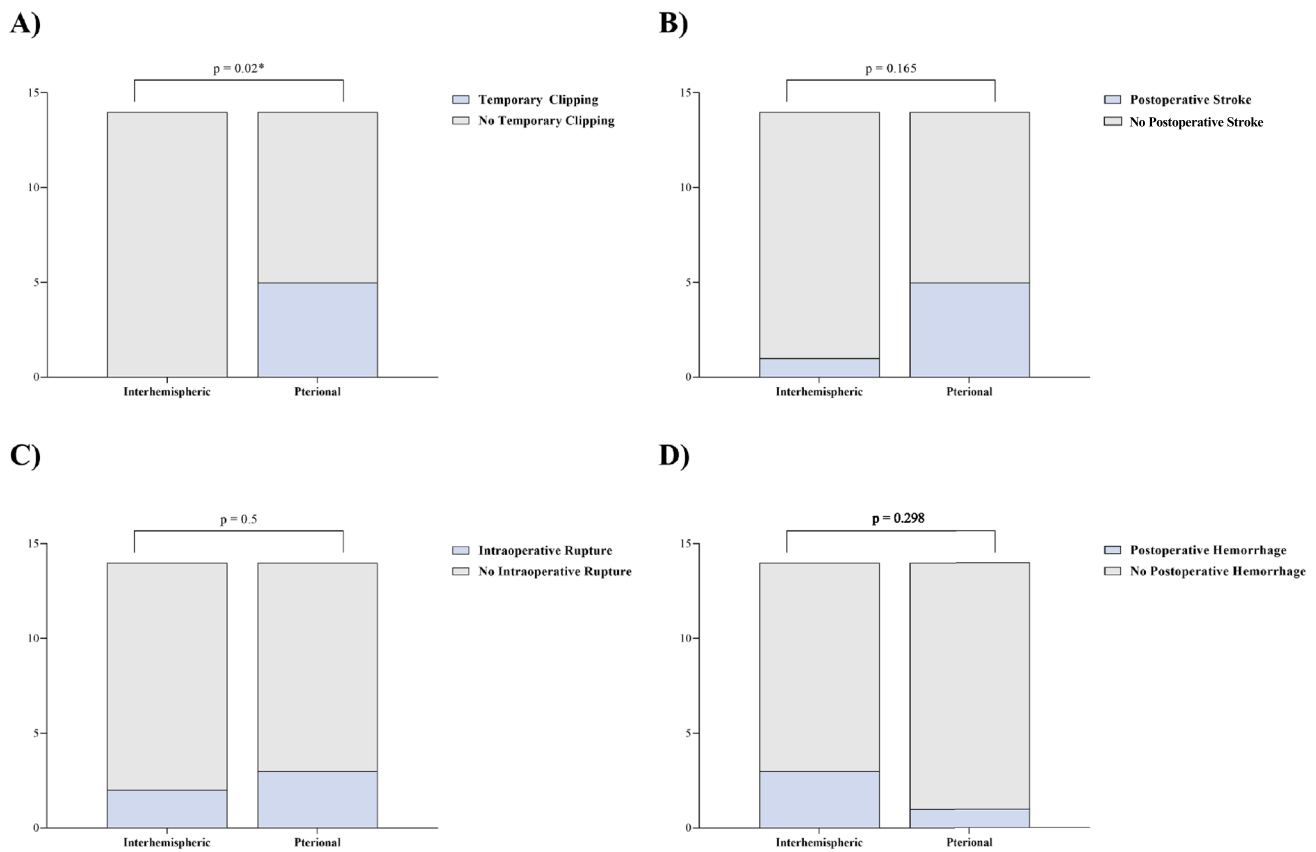 A)
p = 0.02*
15
10
5
0
Interhemispheric
Pterional
Temporary Clipping
No Temporary Clipping
B)
p = 0.165
15
10
5
0
Interhemispheric
Pterional
Postoperative Stroke
No Postoperative Stroke
C)
p = 0.5
15
10
5
0
Interhemispheric
Pterional
Intraoperative Rupture
No Intraoperative Rupture
D)
p = 0.298
15
10
5
0
Interhemispheric
Pterional
Postoperative Hemorrhage
No Postoperative Hemorrhage